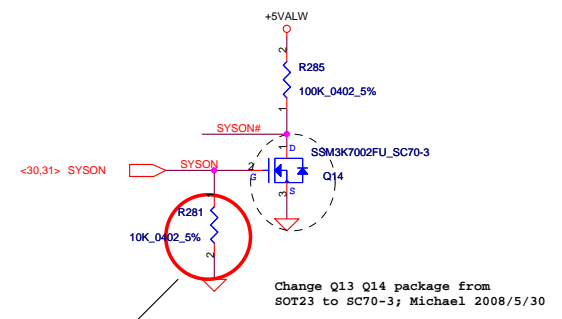 +5VALW
2
R285
100K_0402_5%
1
SYSON#
1
D
SSM3K7002FU_SC70-3
<30,31> SYSON
SYSON
2
G
Q14
S
3
1
R281
10K_0402_5%
2
Change Q13 Q14 package from
SOT23 to SC70-3; Michael 2008/5/30